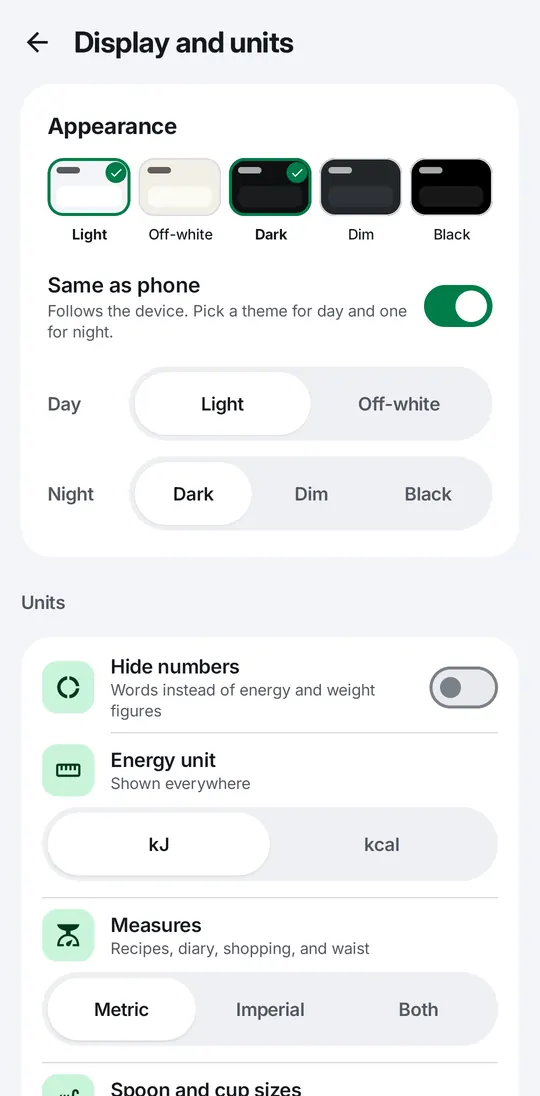 Display and units
Appearance
Light
Off-white
Dark
Dim
Black
Same as phone
Follows the device. Pick a theme for day and one
for night.
Day
Light
Off-white
Night
Dark
Dim
Black
Units
Hide numbers
Words instead of energy and weight
figures
Energy unit
Shown everywhere
kJ
kcal
Measures
Recipes, diary, shopping, and waist
Metric
Imperial
Both
Spoon and cup sizes